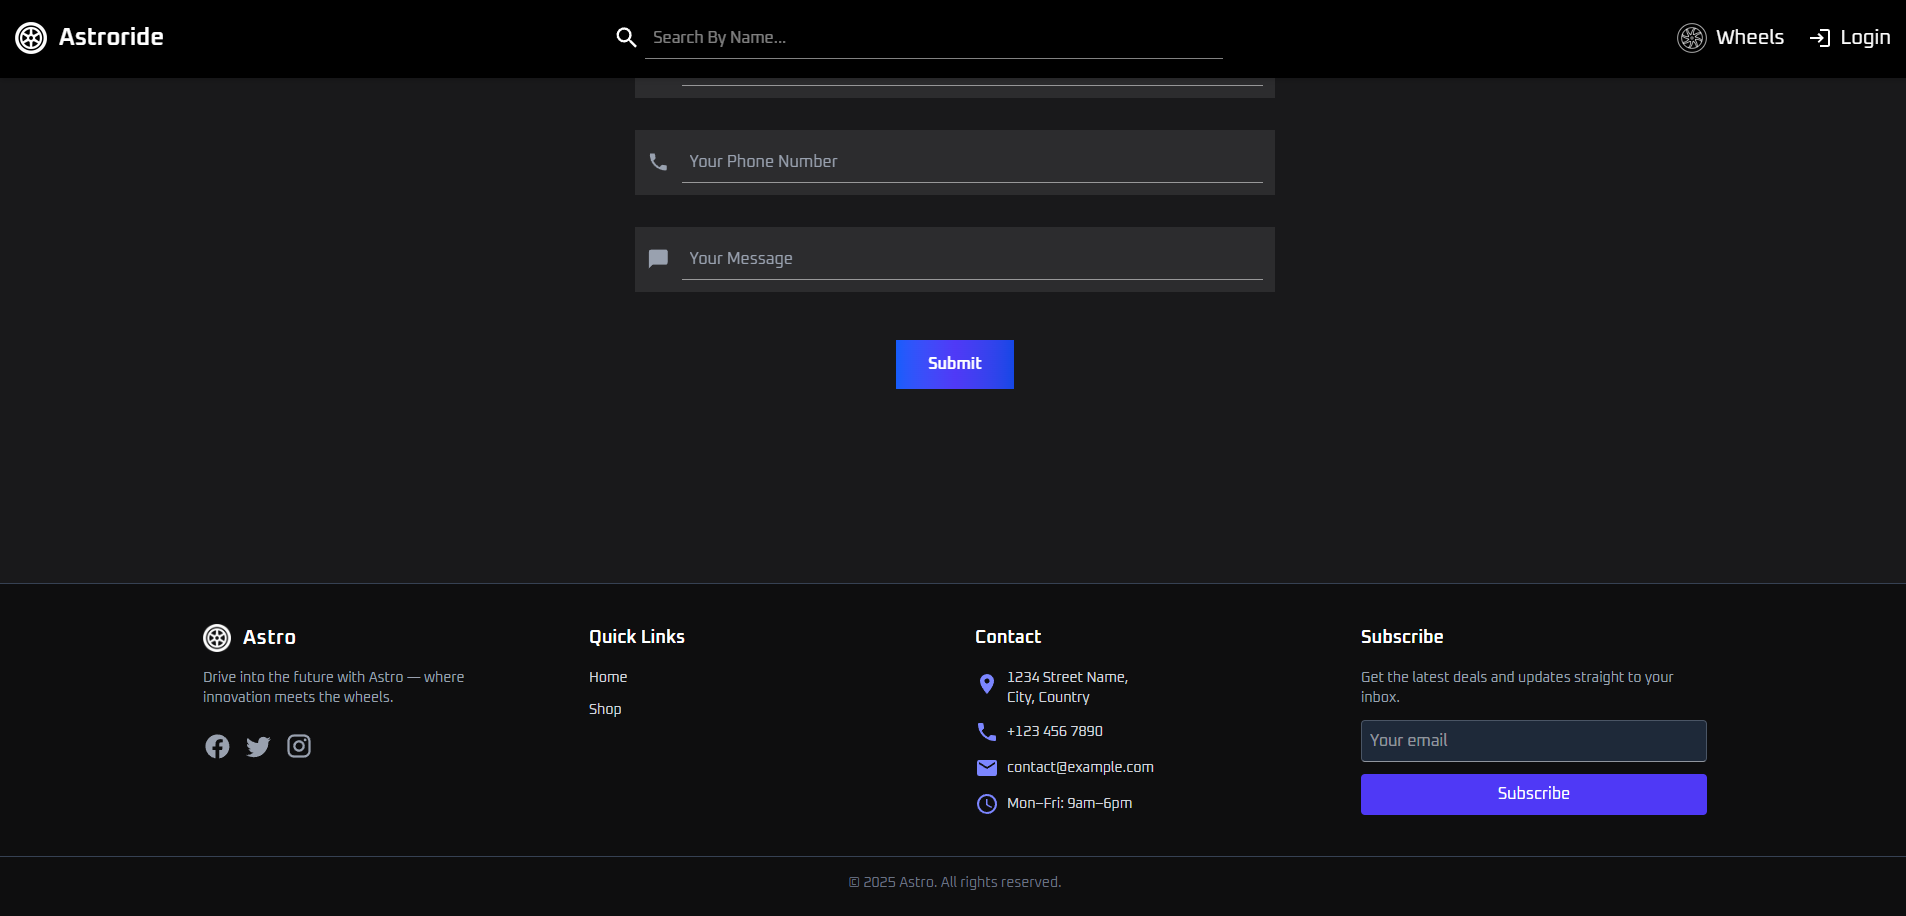 Astroride
Search By Name...
Wheels
Login
Your Phone Number
Your Message
Submit
Astro
Drive into the future with Astro — where
innovation meets the wheels.
Quick Links
Home
Shop
Contact
1234 Street Name,
City, Country
+123 456 7890
contact@example.com
Mon–Fri: 9am–6pm
Subscribe
Get the latest deals and updates straight to your
inbox.
Your email
Subscribe
© 2025 Astro. All rights reserved.